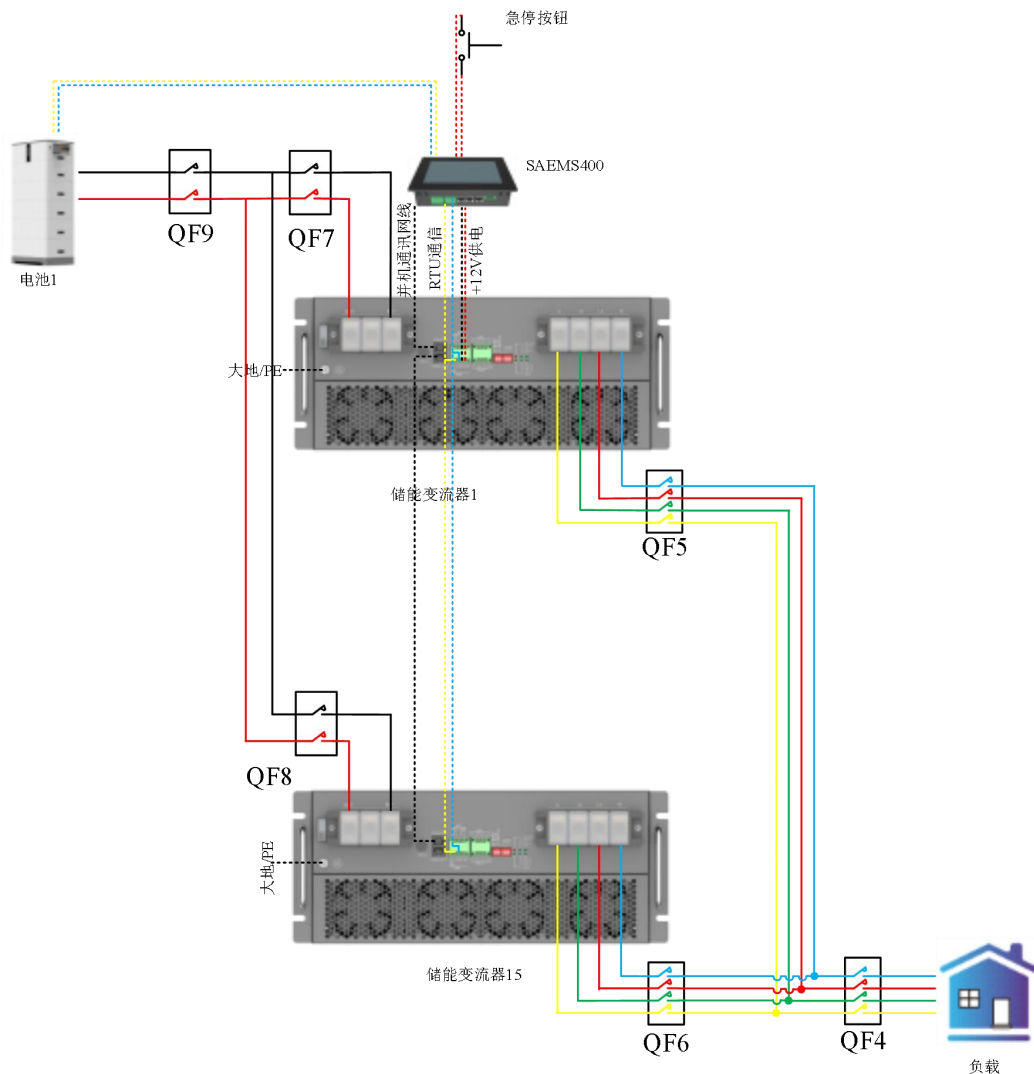 急停按钮
SAEMS400
QF9
QF7
电池1
并机通讯网线
RTU通信
+12V供电
大地/PE
储能变流器1
QF5
QF8
大地/PE
储能变流器15
QF6
QF4
负载